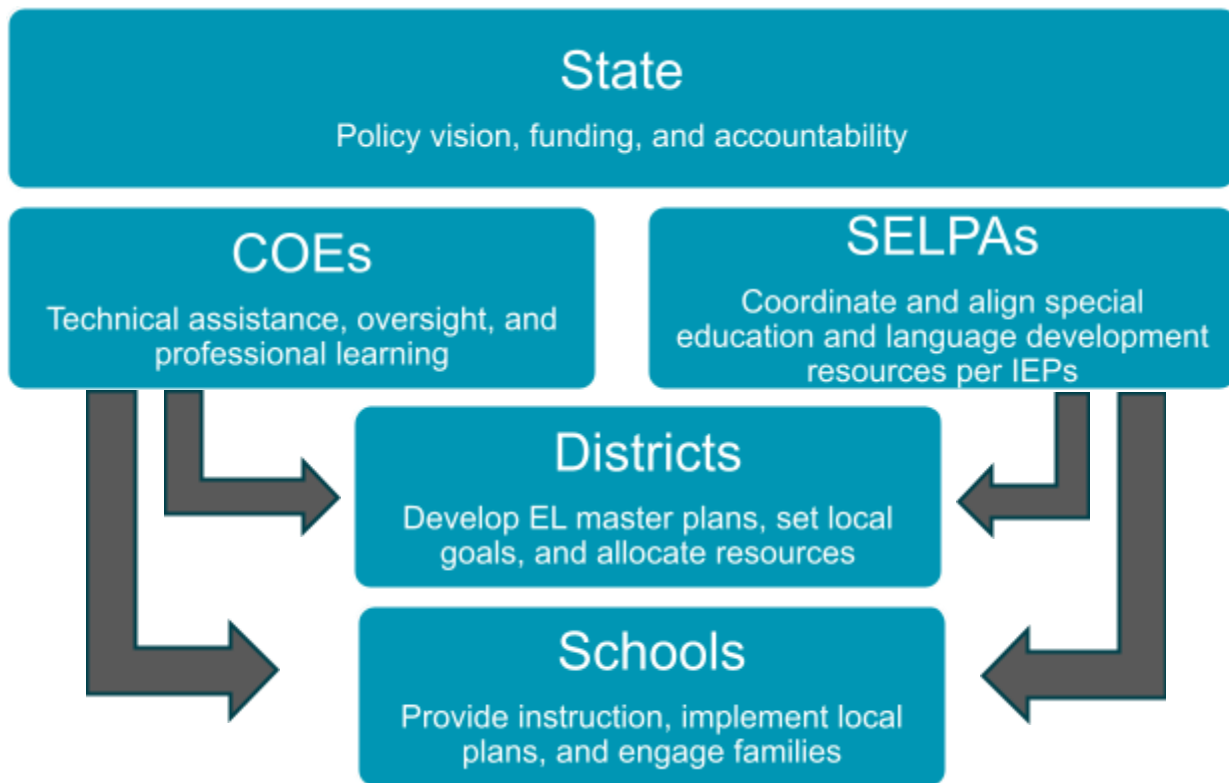 State
Policy vision, funding, and accountability
COEs
Technical assistance, oversight, and
professional learning
SELPAs
Coordinate and align special
education and language development
resources per IEPs
Districts
Develop EL master plans, set local
goals, and allocate resources
Schools
Provide instruction, implement local
plans, and engage families